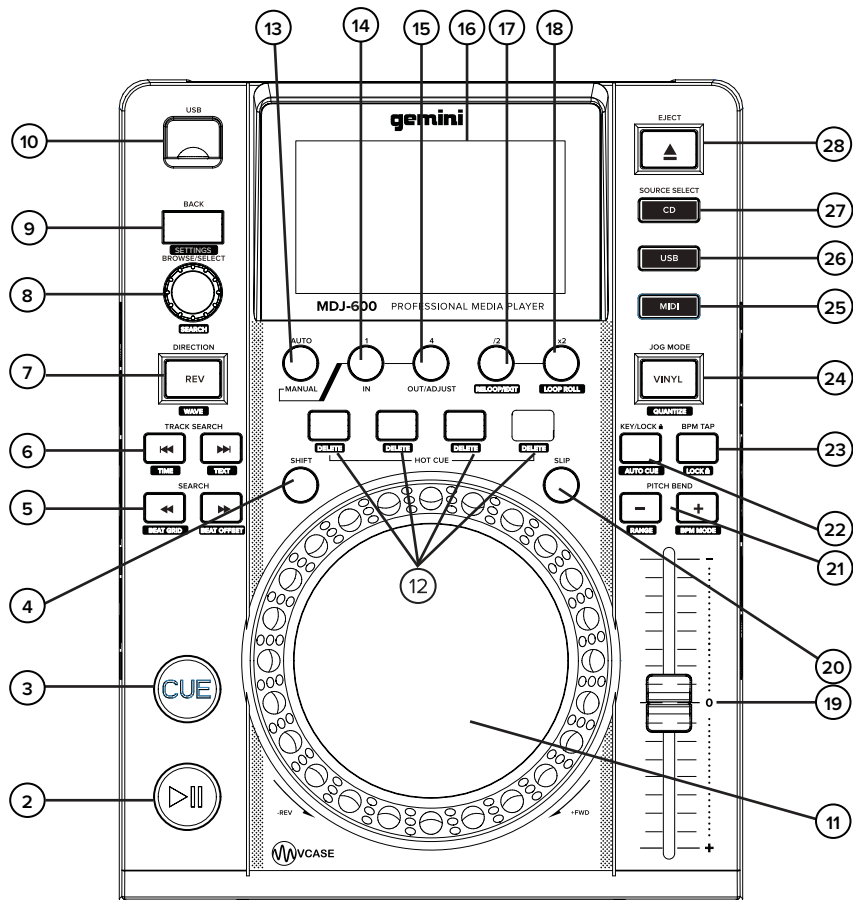 13
14
15
16
17
18
USB
gemini
EJECT
10
28
SOURCE SELECT
CD
27
BACK
9
SETTINGS
USB
26
BROWSE/SELECT
8
MIDI
25
SEARCH
MDJ-600 PROFESSIONAL MEDIA PLAYER
DIRECTION
AUTO
1
4
/2
x2
JOG MODE
7
REV
MANUAL
IN
OUT/ADJUST
RELOOP/EXIT
LOOP ROLL
VINYL
24
WAVE
QUANTIZE
TRACK SEARCH
KEY/LOCK
BPM TAP
6
DELETE
DELETE
DELETE
DELETE
23
TIME
TEXT
HOT CUE
AUTO CUE
LOCK
SEARCH
SHIFT
SLIP
PITCH BEND
5
- +
22
BEAT GRID
BEAT OFFSET
RANGE
BPM MODE
21
4
12
-
20
3
CUE
0
19
2
11
-REV
+FWD
VCASE
+